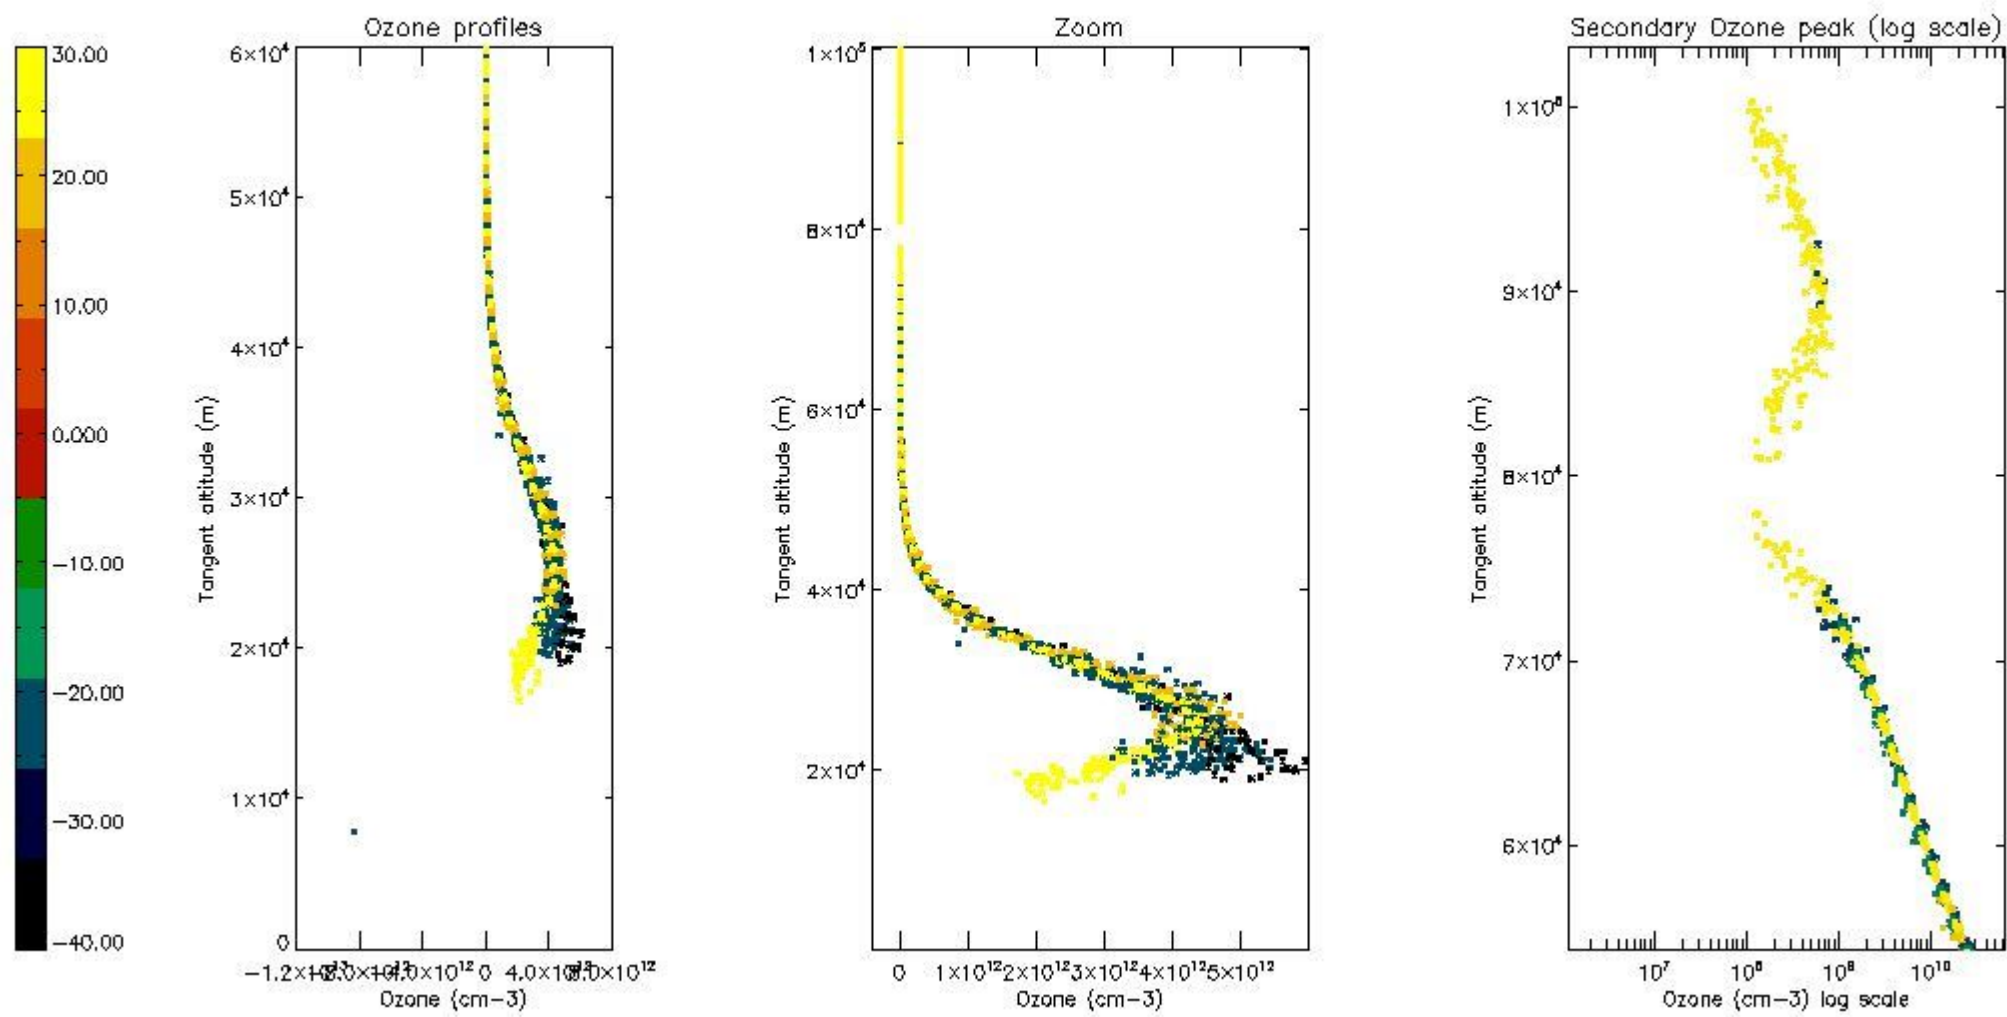 Ozone profiles
30.00
20.00
10.00
0.000
−10.00
−20.00
−30.00
−40.00
Tangent altitude (m)
6×10⁴
5×10⁴
4×10⁴
3×10⁴
2×10⁴
1×10⁴
0
0
8.0×10¹²
Ozone (cm−3)
Zoom
Tangent altitude (m)
1×10⁵
8×10⁴
6×10⁴
4×10⁴
2×10⁴
0 1×10¹² 2×10¹² 3×10¹² 4×10¹² 5×10¹²
Ozone (cm−3)
Secondary Ozone peak (log scale)
Tangent altitude (m)
1×10⁵
9×10⁴
8×10⁴
7×10⁴
6×10⁴
10⁷ 10⁸ 10⁹ 10¹⁰
Ozone (cm−3) log scale